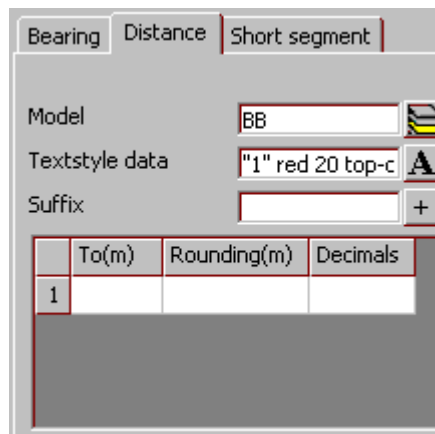 Bearing Distance Short segment
Model BB
Textstyle data "1" red 20 top-c A
Suffix +
To(m) Rounding(m) Decimals
1